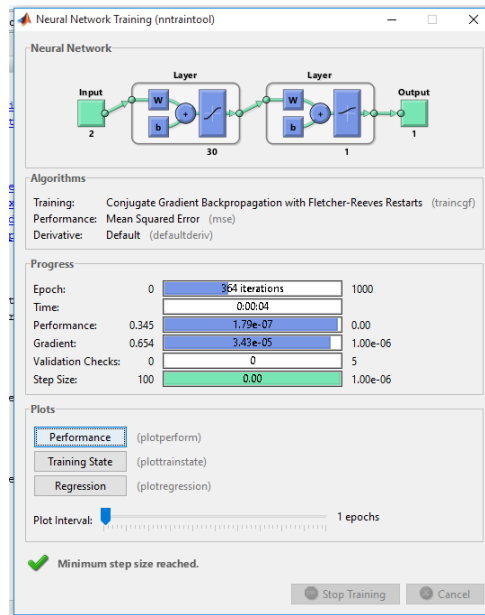 Neural Network Training (nntraintool)
Neural Network
Layer Layer
Input W b + W b + Output
2 30 1 1
Algorithms
Training: Conjugate Gradient Backpropagation with Fletcher-Reeves Restarts (traincgf)
Performance: Mean Squared Error (mse)
Derivative: Default (defaultderiv)
Progress
Epoch: 0 364 iterations 1000
Time: 0:00:04
Performance: 0.345 1.79e-07 0.00
Gradient: 0.654 3.43e-05 1.00e-06
Validation Checks: 0 0 5
Step Size: 100 0.00 1.00e-06
Plots
Performance (plotperform)
Training State (plottrainstate)
Regression (plotregression)
Plot Interval: 1 epochs
Minimum step size reached.
Stop Training Cancel